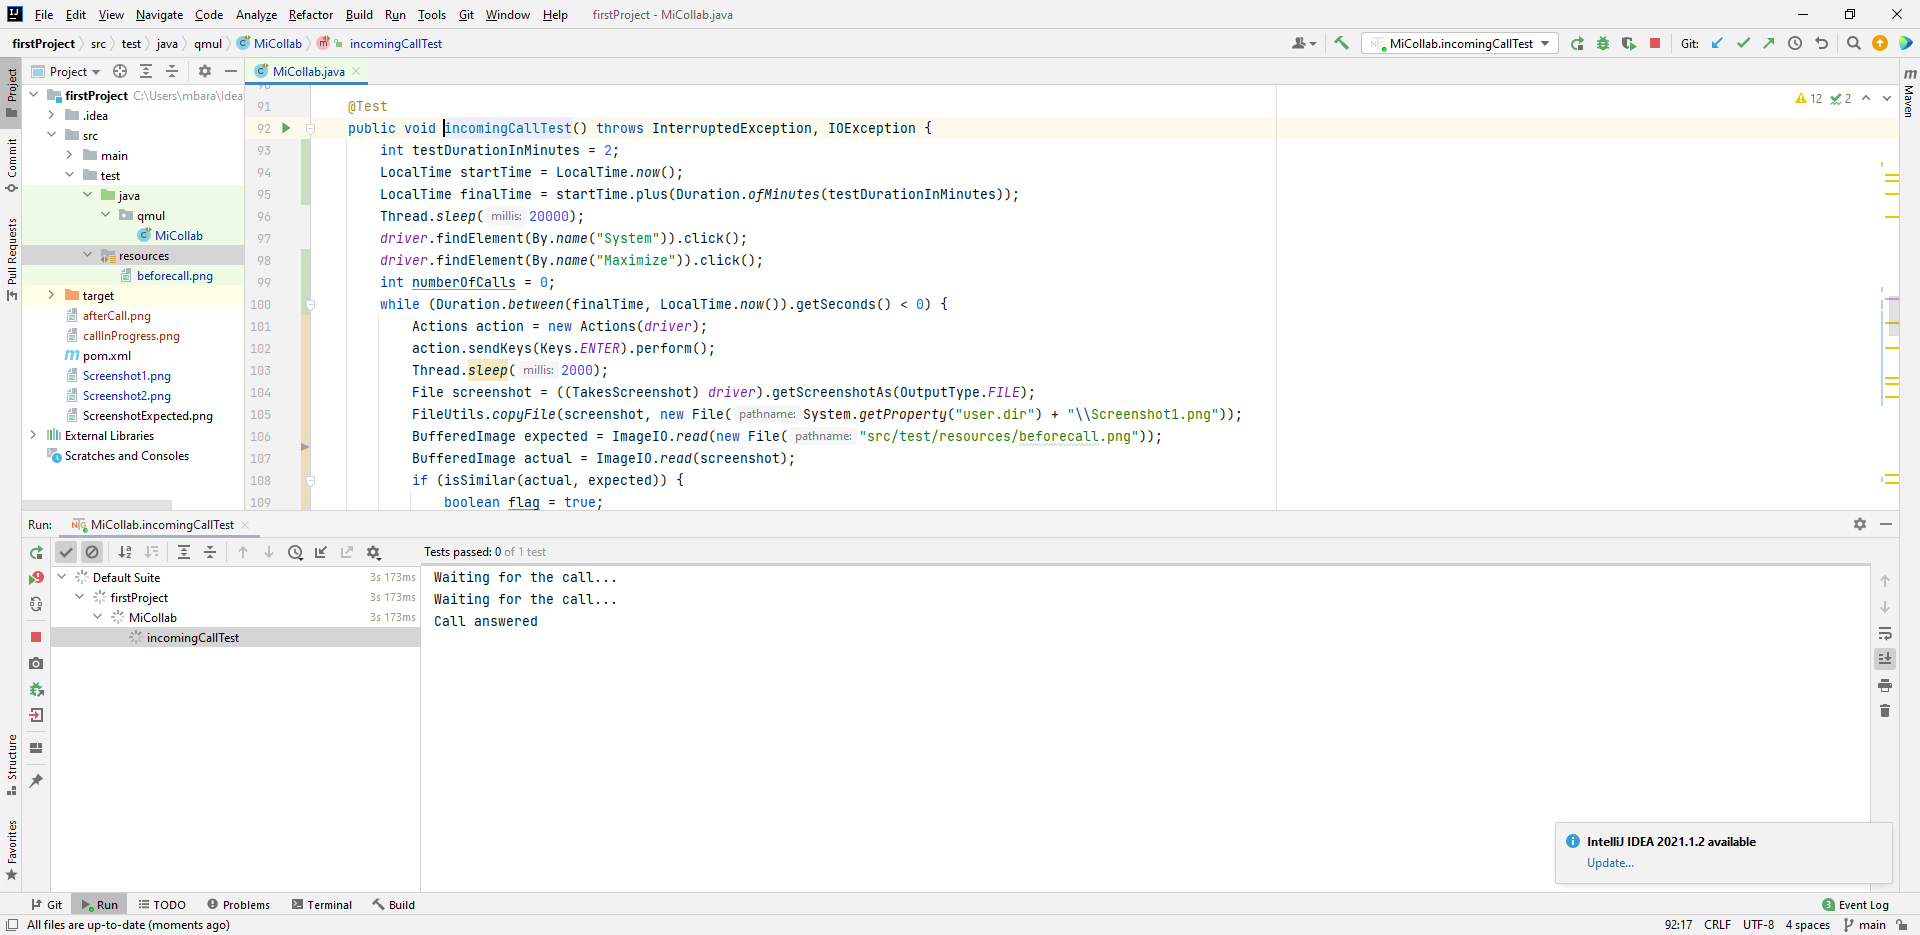 File Edit View Navigate Code Analyze Refactor Build Run Tools Git Window Help firstProject - MiCollab.java
firstProject src test java qmul MiCollab incomingCallTest MiCollab.incomingCallTest Git:
Project MiCollab.java
Project
Commit
Pull Requests
Structure
Favorites
Maven
firstProject C:\Users\mbara\Idea
.idea
src
main
test
java
qmul
MiCollab
resources
beforecall.png
target
afterCall.png
callInProgress.png
pom.xml
Screenshot1.png
Screenshot2.png
ScreenshotExpected.png
External Libraries
Scratches and Consoles
12 2
91 @Test
92 public void incomingCallTest() throws InterruptedException, IOException {
93 int testDurationInMinutes = 2;
94 LocalTime startTime = LocalTime.now();
95 LocalTime finalTime = startTime.plus(Duration.ofMinutes(testDurationInMinutes));
96 Thread.sleep( millis: 20000);
97 driver.findElement(By.name("System")).click();
98 driver.findElement(By.name("Maximize")).click();
99 int numberOfCalls = 0;
100 while (Duration.between(finalTime, LocalTime.now()).getSeconds() < 0) {
101 Actions action = new Actions(driver);
102 action.sendKeys(Keys.ENTER).perform();
103 Thread.sleep( millis: 2000);
104 File screenshot = ((TakesScreenshot) driver).getScreenshotAs(OutputType.FILE);
105 FileUtils.copyFile(screenshot, new File( pathname: System.getProperty("user.dir") + "\\Screenshot1.png"));
106 BufferedImage expected = ImageIO.read(new File( pathname: "src/test/resources/beforecall.png"));
107 BufferedImage actual = ImageIO.read(screenshot);
108 if (isSimilar(actual, expected)) {
109 boolean flag = true;
Run: MiCollab.incomingCallTest
Tests passed: 0 of 1 test
Default Suite 3s 173ms
firstProject 3s 173ms
MiCollab 3s 173ms
incomingCallTest
Waiting for the call...
Waiting for the call...
Call answered
IntelliJ IDEA 2021.1.2 available
Update...
Git Run TODO Problems Terminal Build 3 Event Log
All files are up-to-date (moments ago) 92:17 CRLF UTF-8 4 spaces main